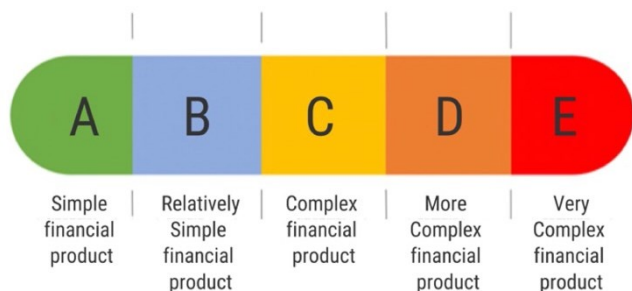 A
B
C
D
E
Simple
financial
product
Relatively
Simple
financial
product
Complex
financial
product
More
Complex
financial
product
Very
Complex
financial
product